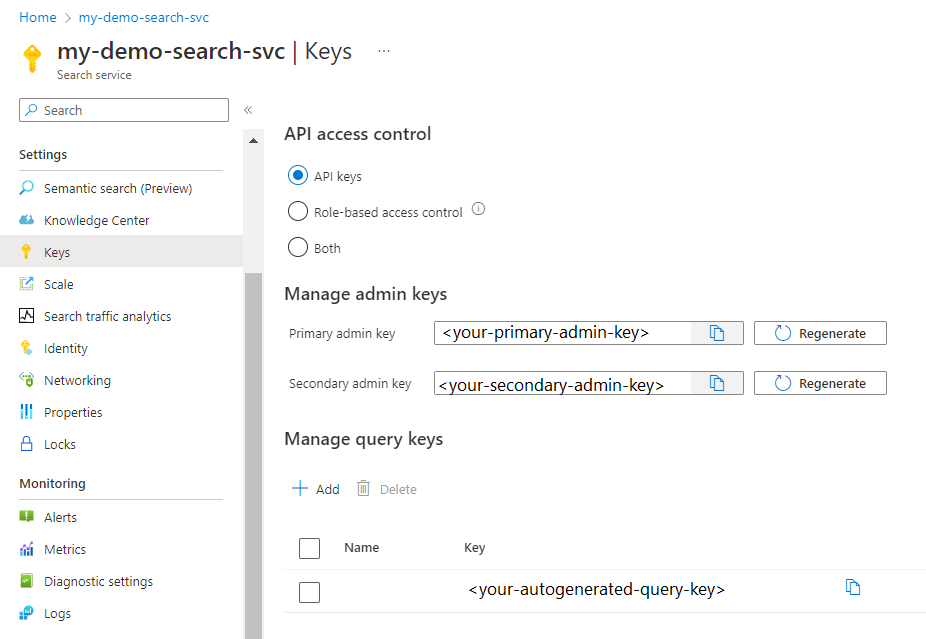 Home > my-demo-search-svc
my-demo-search-svc | Keys ...
Search service
Search «
Settings
Semantic search (Preview)
Knowledge Center
Keys
Scale
Search traffic analytics
Identity
Networking
Properties
Locks
Monitoring
Alerts
Metrics
Diagnostic settings
Logs
API access control
API keys
Role-based access control
Both
Manage admin keys
Primary admin key <your-primary-admin-key> Regenerate
Secondary admin key <your-secondary-admin-key> Regenerate
Manage query keys
Add Delete
Name Key
<your-autogenerated-query-key>